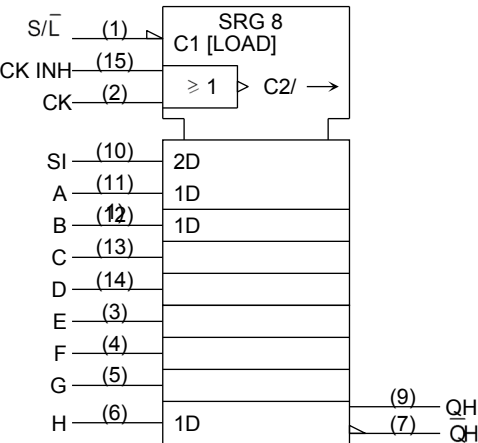 SRG 8
S/L̅ (1) C1 [LOAD]
CK INH (15)
CK (2) ≥ 1 C2/ →
SI (10) 2D
A (11) 1D
B (12) 1D
C (13)
D (14)
E (3)
F (4)
G (5)
(9) QH
H (6) 1D
(7) Q̅H